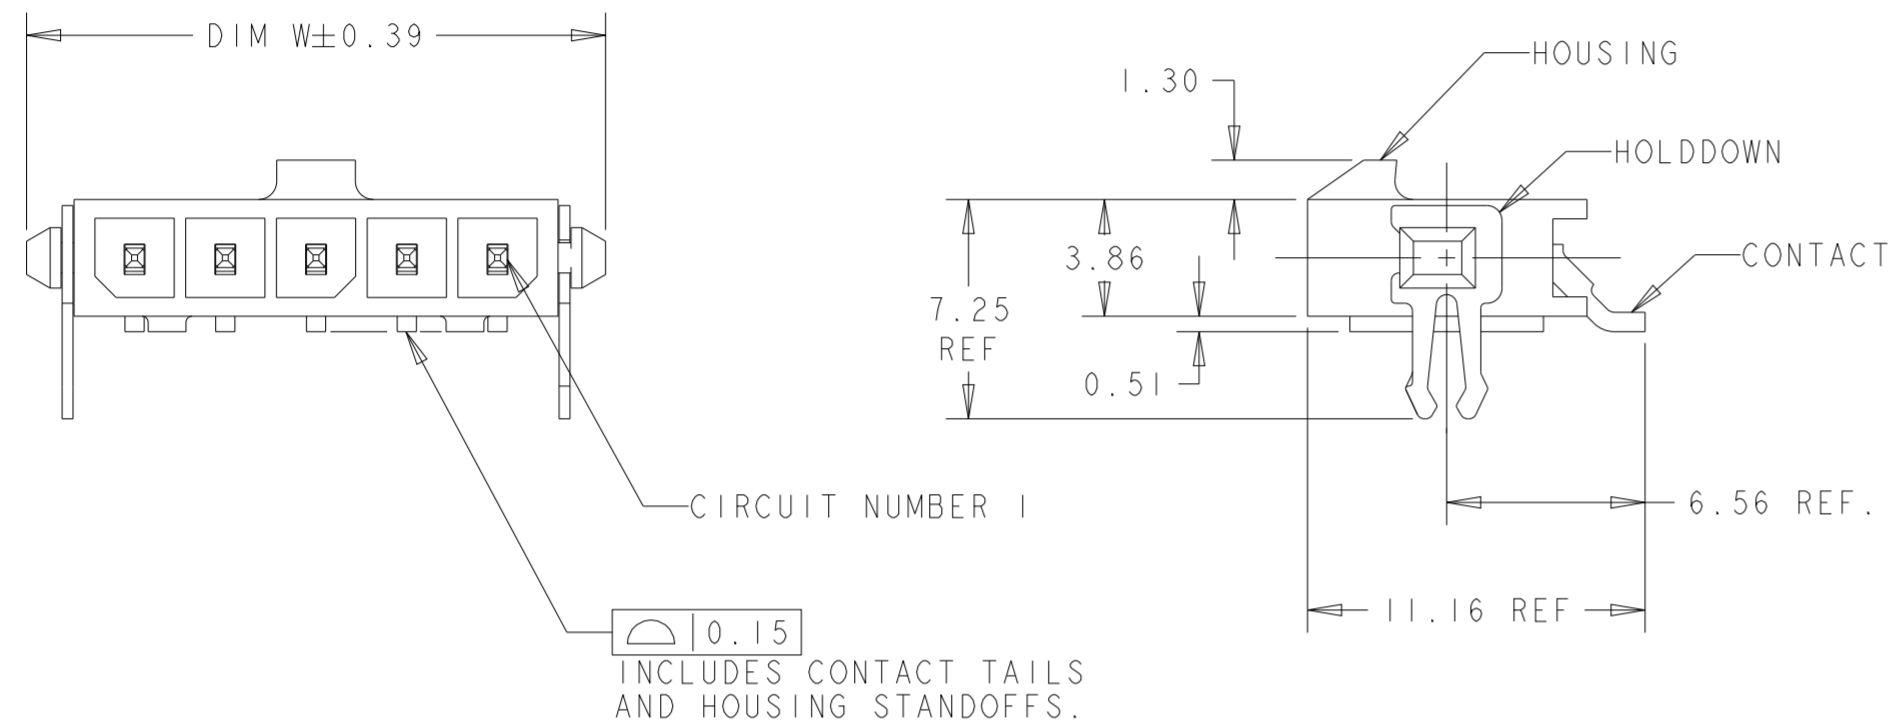 DIM W±0.39
CIRCUIT NUMBER 1
⌓ 0.15
INCLUDES CONTACT TAILS
AND HOUSING STANDOFFS.
1.30
HOUSING
HOLDDOWN
3.86
CONTACT
7.25
REF
0.51
6.56 REF.
11.16 REF